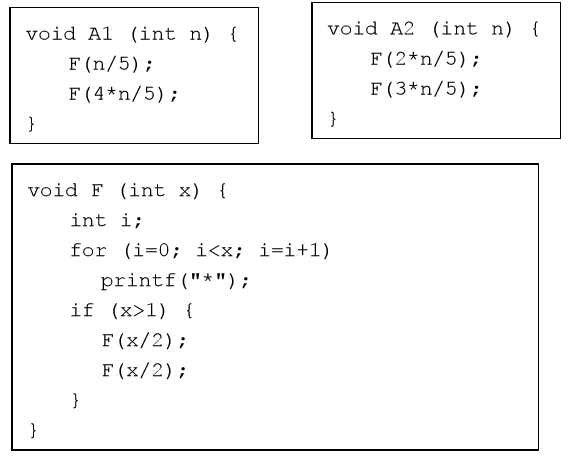 void A1 (int n) {
F(n/5);
F(4*n/5);
}
void A2 (int n) {
F(2*n/5);
F(3*n/5);
}
void F (int x) {
int i;
for (i=0; i<x; i=i+1)
printf("*");
if (x>1) {
F(x/2);
F(x/2);
}
}